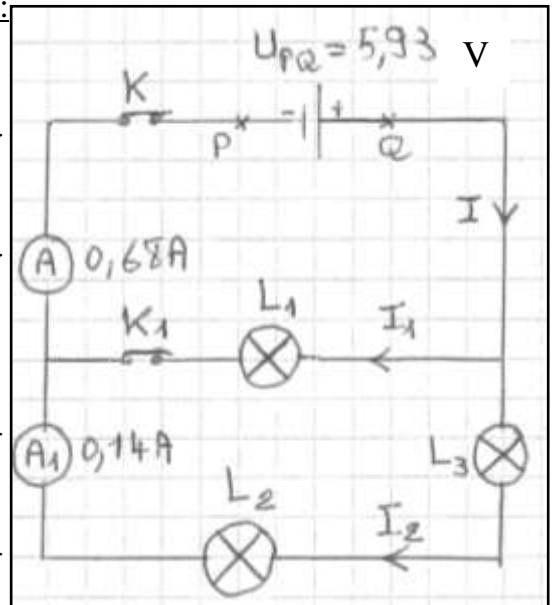 U_PQ = 5,93 V
K
P - + Q
I
A 0,68A
K1 L1 I1
A1 0,14A
L3
L2 I2